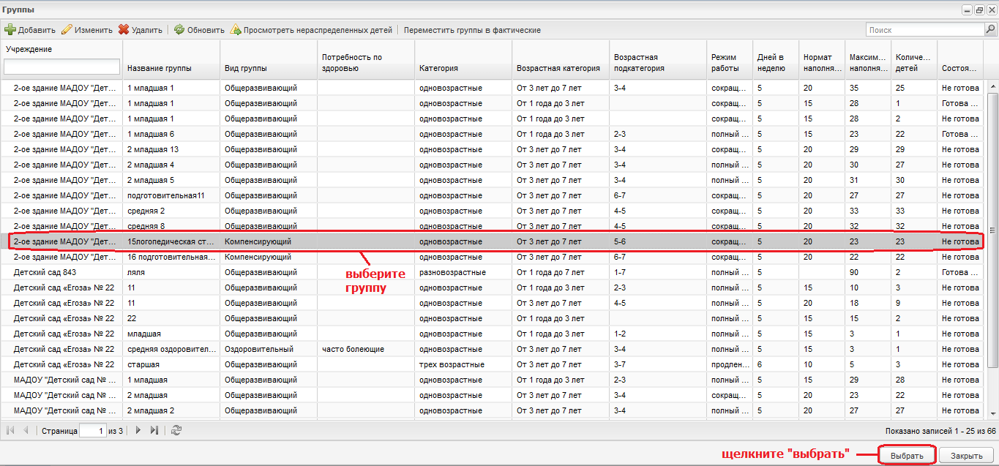 Группы
Добавить Изменить Удалить Обновить Просмотреть нераспределенных детей Переместить группы в фактические Поиск
Учреждение Название группы Вид группы Потребность по здоровью Категория Возрастная категория Возрастная подкатегория Режим работы Дней в неделю Нормат наполня... Максим... наполня... Количе... детей Состоя...
2-ое здание МАДОУ "Дет... 1 младшая 1 Общеразвивающий одновозрастные От 3 лет до 7 лет 3-4 сокращ... 5 20 35 25 Не готова
2-ое здание МАДОУ "Дет... 1 младшая 1 Общеразвивающий одновозрастные От 1 года до 3 лет сокращ... 5 15 28 1 Готова ...
2-ое здание МАДОУ "Дет... 1 младшая 1 Общеразвивающий одновозрастные От 1 года до 3 лет сокращ... 5 15 28 2 Не готова
2-ое здание МАДОУ "Дет... 1 младшая 6 Общеразвивающий одновозрастные От 1 года до 3 лет 2-3 полный ... 5 15 23 22 Готова ...
2-ое здание МАДОУ "Дет... 2 младшая 13 Общеразвивающий одновозрастные От 3 лет до 7 лет 3-4 сокращ... 5 20 29 29 Не готова
2-ое здание МАДОУ "Дет... 2 младшая 4 Общеразвивающий одновозрастные От 3 лет до 7 лет 3-4 полный ... 5 20 30 27 Не готова
2-ое здание МАДОУ "Дет... 2 младшая 5 Общеразвивающий одновозрастные От 3 лет до 7 лет 3-4 полный ... 5 20 31 30 Не готова
2-ое здание МАДОУ "Дет... подготовительная11 Общеразвивающий одновозрастные От 3 лет до 7 лет 6-7 сокращ... 5 20 27 27 Не готова
2-ое здание МАДОУ "Дет... средняя 2 Общеразвивающий одновозрастные От 3 лет до 7 лет 4-5 сокращ... 5 20 33 33 Не готова
2-ое здание МАДОУ "Дет... средняя 8 Общеразвивающий одновозрастные От 3 лет до 7 лет 4-5 сокращ... 5 20 32 32 Не готова
2-ое здание МАДОУ "Дет... 15логопедическая ст... Компенсирующий одновозрастные От 3 лет до 7 лет 5-6 сокращ... 5 20 23 23 Не готова
2-ое здание МАДОУ "Дет... 16 подготовительная... Компенсирующий одновозрастные От 3 лет до 7 лет 6-7 сокращ... 5 20 22 22 Не готова
Детский сад 843 ляля Общеразвивающий разновозрастные От 1 года до 7 лет 1-7 сокращ... 5 90 2 Готова ...
выберите
группу
Детский сад «Егоза» № 22 11 Общеразвивающий одновозрастные От 1 года до 3 лет 2-3 полный ... 5 15 10 3 Не готова
Детский сад «Егоза» № 22 11 Общеразвивающий одновозрастные От 3 лет до 7 лет 4-5 полный ... 5 20 18 9 Не готова
Детский сад «Егоза» № 22 22 Общеразвивающий одновозрастные От 1 года до 3 лет полный ... 5 15 15 2 Не готова
Детский сад «Егоза» № 22 младшая Общеразвивающий одновозрастные От 1 года до 3 лет 1-2 полный ... 5 15 3 1 Не готова
Детский сад «Егоза» № 22 средняя оздоровител... Оздоровительный часто болеющие одновозрастные От 3 лет до 7 лет 3-4 полный ... 5 15 3 1 Не готова
Детский сад «Егоза» № 22 старшая Общеразвивающий трех возрастные От 3 лет до 7 лет 3-7 продлен... 6 10 5 3 Не готова
МАДОУ "Детский сад № ... 1 младшая Общеразвивающий одновозрастные От 1 года до 3 лет 2-3 полный ... 5 15 29 28 Не готова
МАДОУ "Детский сад № ... 2 младшая Общеразвивающий одновозрастные От 3 лет до 7 лет 3-4 сокращ... 5 20 23 22 Не готова
МАДОУ "Детский сад № ... 2 младшая 2 Общеразвивающий одновозрастные От 3 лет до 7 лет 3-4 полный ... 5 20 27 27 Не готова
Страница 1 из 3 Показано записей 1 - 25 из 66
щелкните "выбрать" Выбрать Закрыть